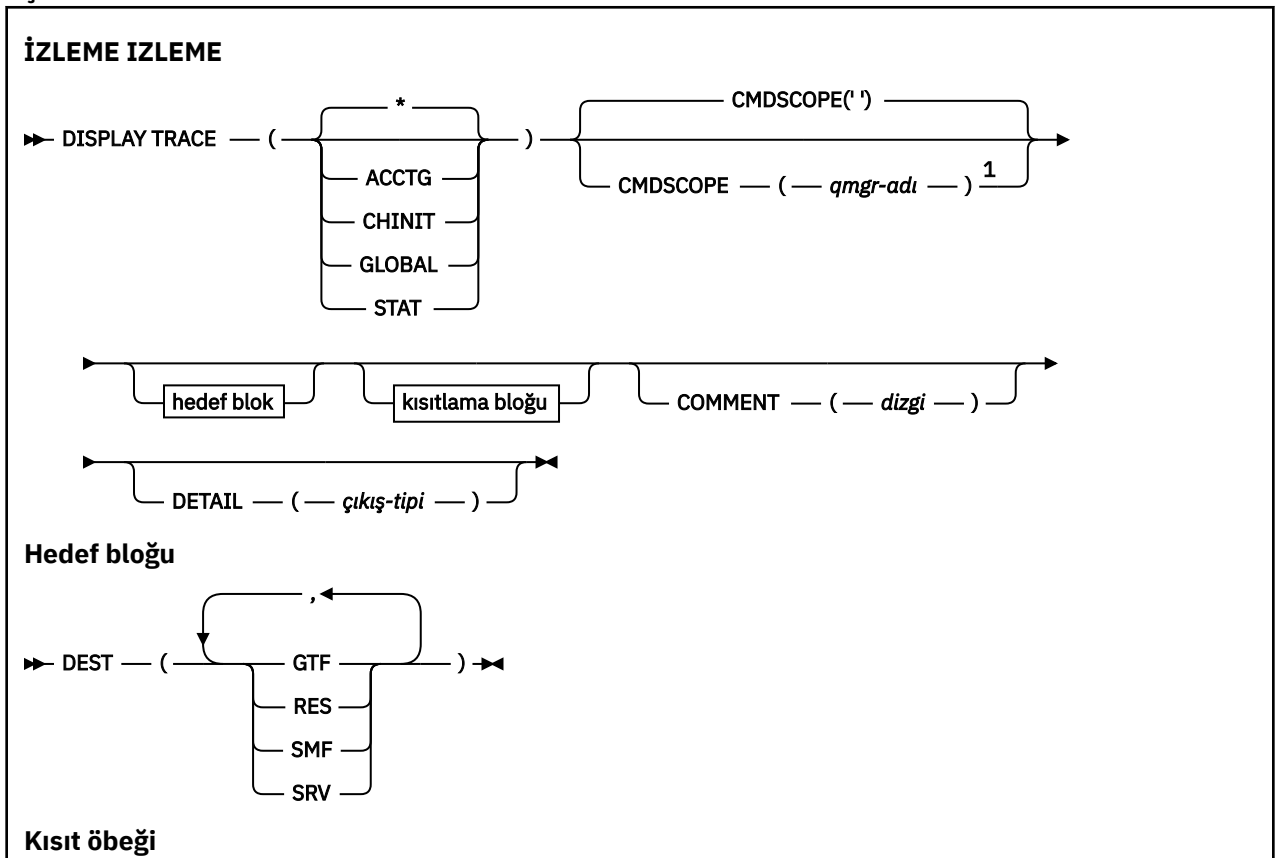 İZLEME IZLEME
*
CMDSCOPE(' ')
DISPLAY TRACE ( )
ACCTG
CMDSCOPE ( qmgr-adı ) 1
CHINIT
GLOBAL
STAT
hedef blok kısıtlama bloğu COMMENT ( dizgi )
DETAIL ( çıkış-tipi )
Hedef bloğu
,
DEST ( GTF )
RES
SMF
SRV
Kısıt öbeği